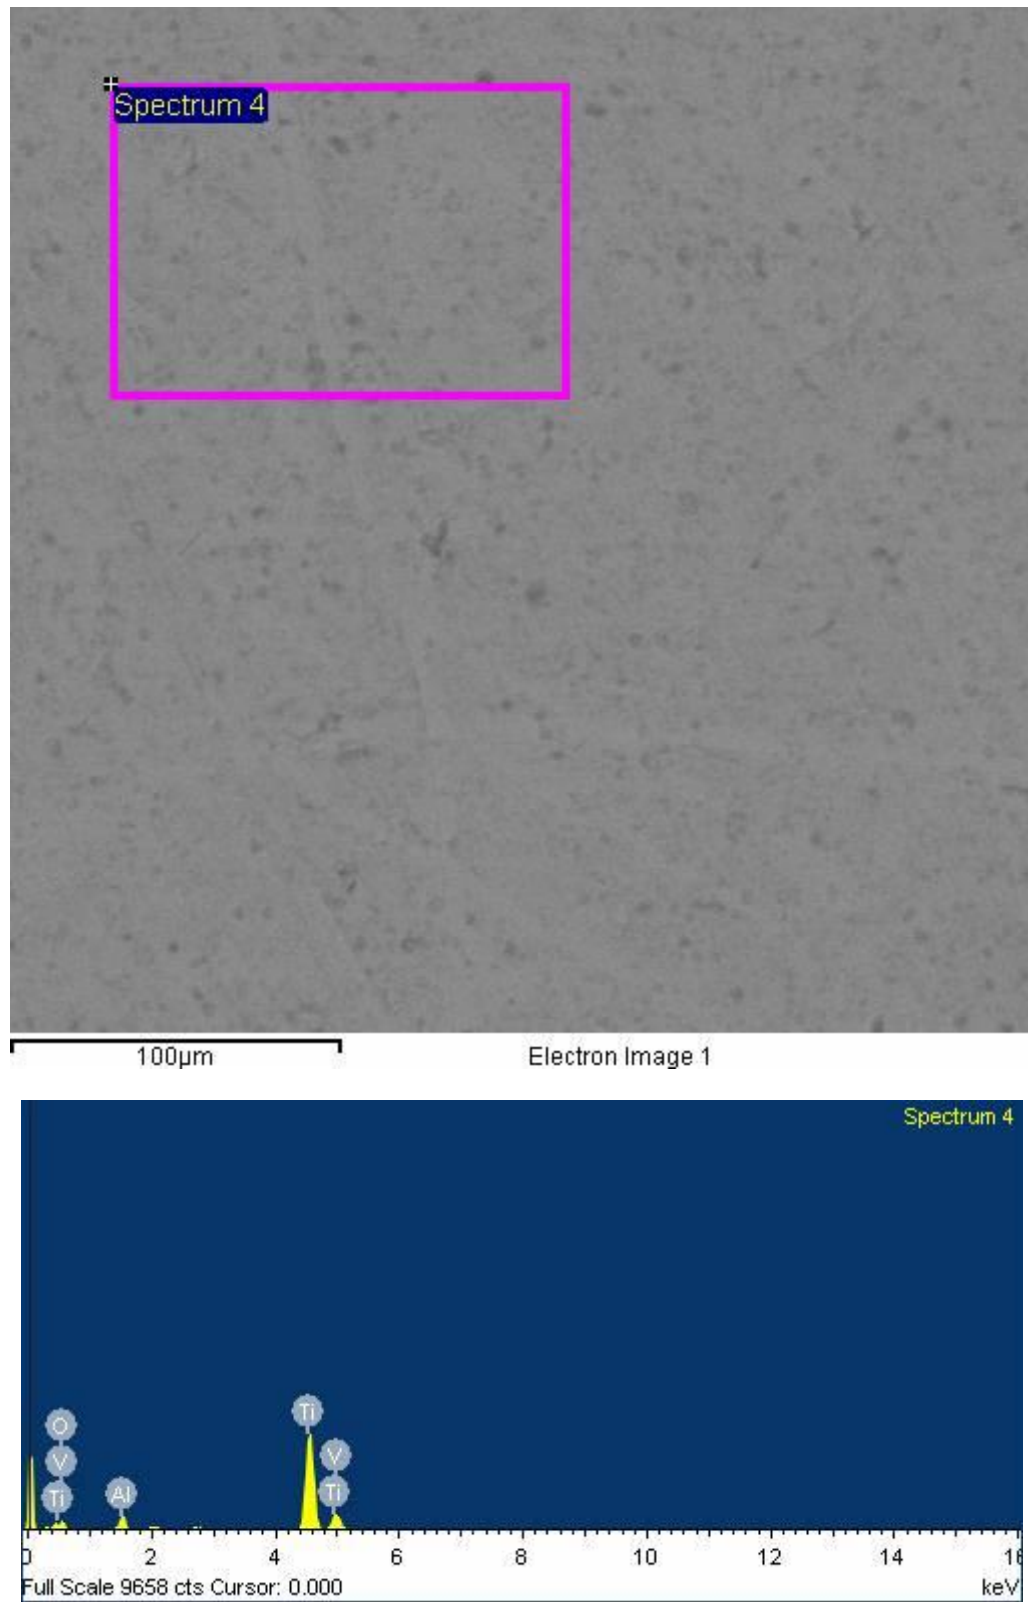 Spectrum 4
100µm
Electron Image 1
Spectrum 4
Ti
O
V
V
Ti
Al
Ti
0 2 4 6 8 10 12 14
Full Scale 9658 cts Cursor: 0.000
keV